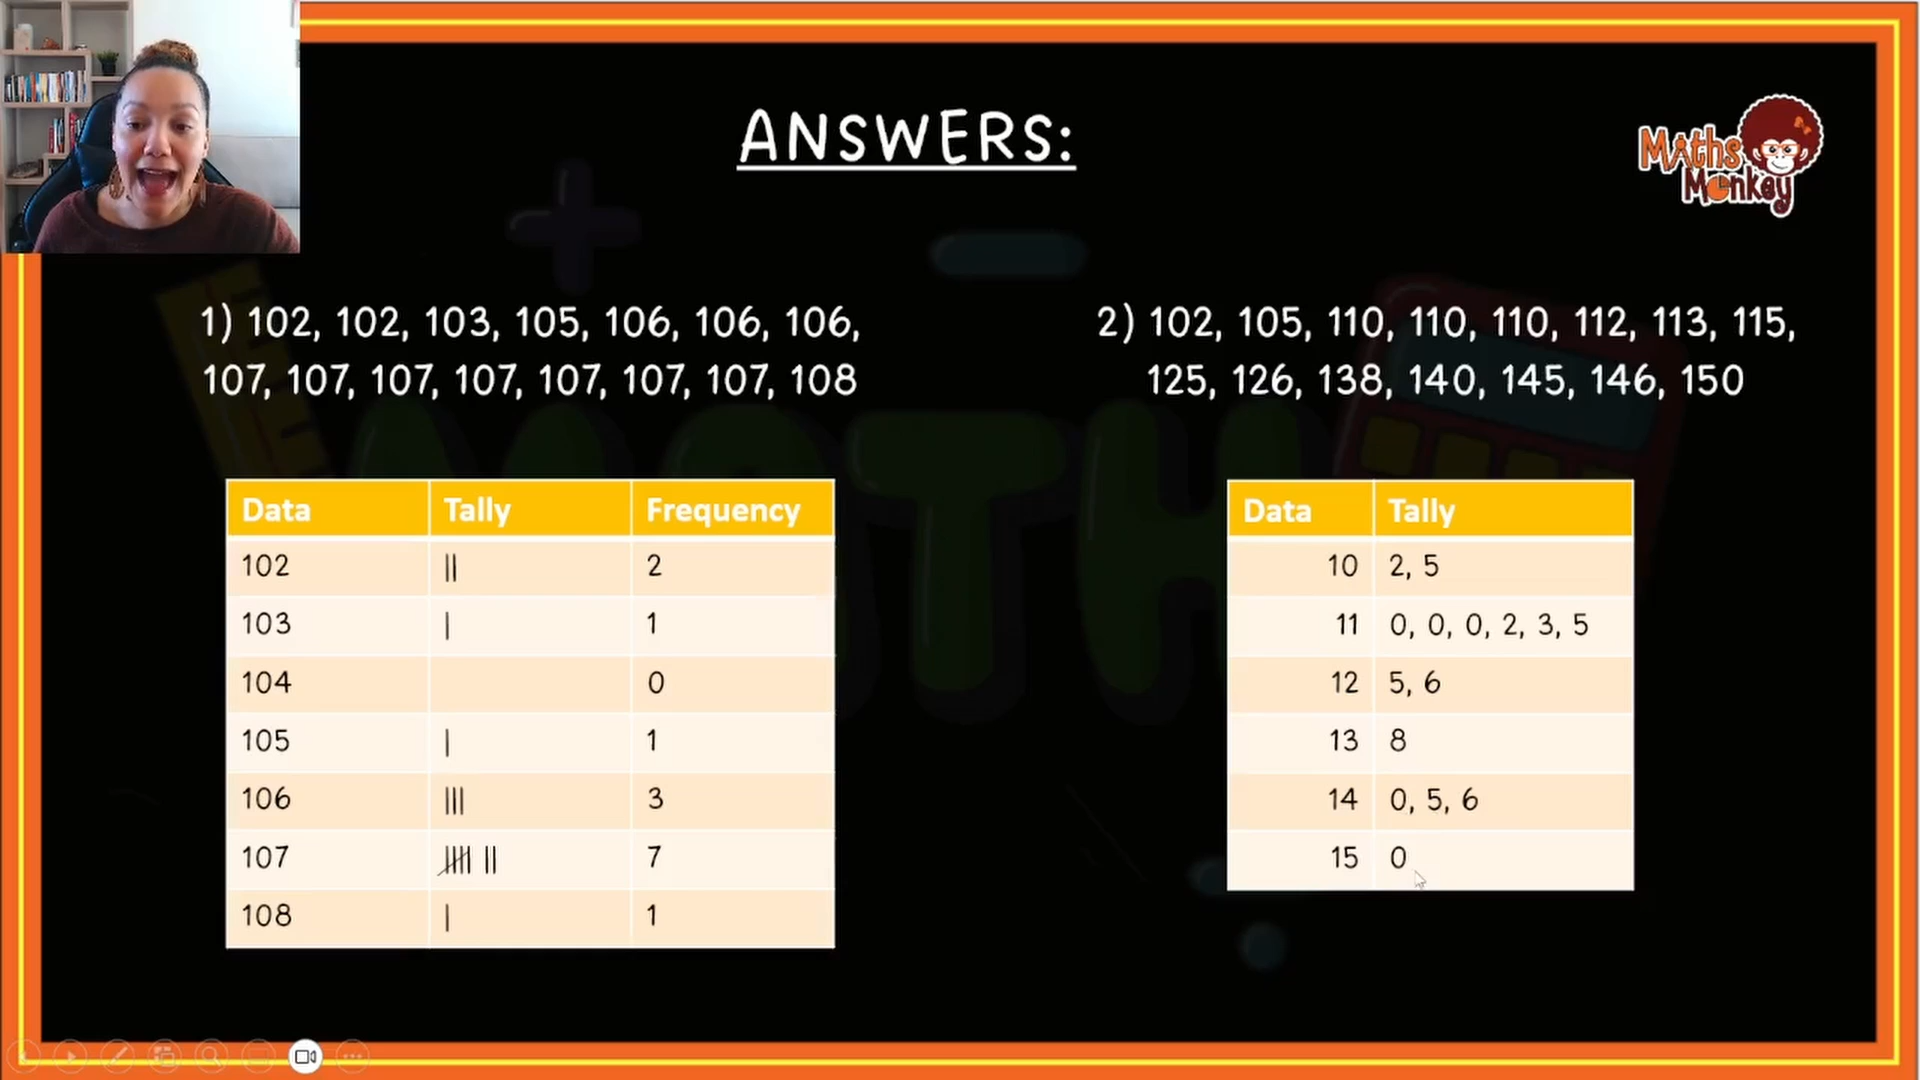 ANSWERS:
Maths
Monkey
1) 102, 102, 103, 105, 106, 106, 106,
107, 107, 107, 107, 107, 107, 107, 108
2) 102, 105, 110, 110, 110, 112, 113, 115,
125, 126, 138, 140, 145, 146, 150
Data Tally Frequency
102 || 2
103 | 1
104 0
105 | 1
106 ||| 3
107 |||| || 7
108 | 1
Data Tally
10 2, 5
11 0, 0, 0, 2, 3, 5
12 5, 6
13 8
14 0, 5, 6
15 0